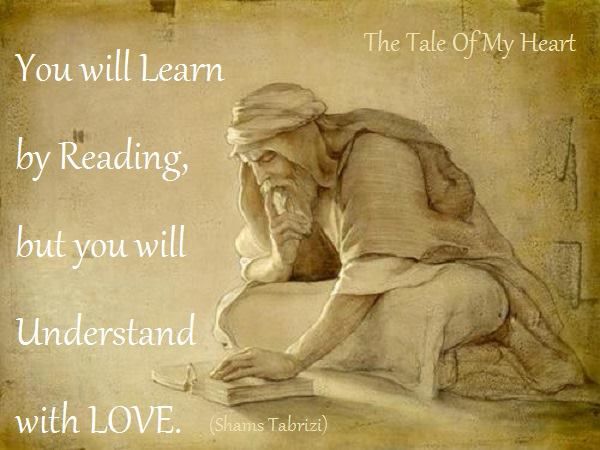 The Tale Of My Heart
You will Learn
by Reading,
but you will
Understand
with LOVE.
(Shams Tabrizi)